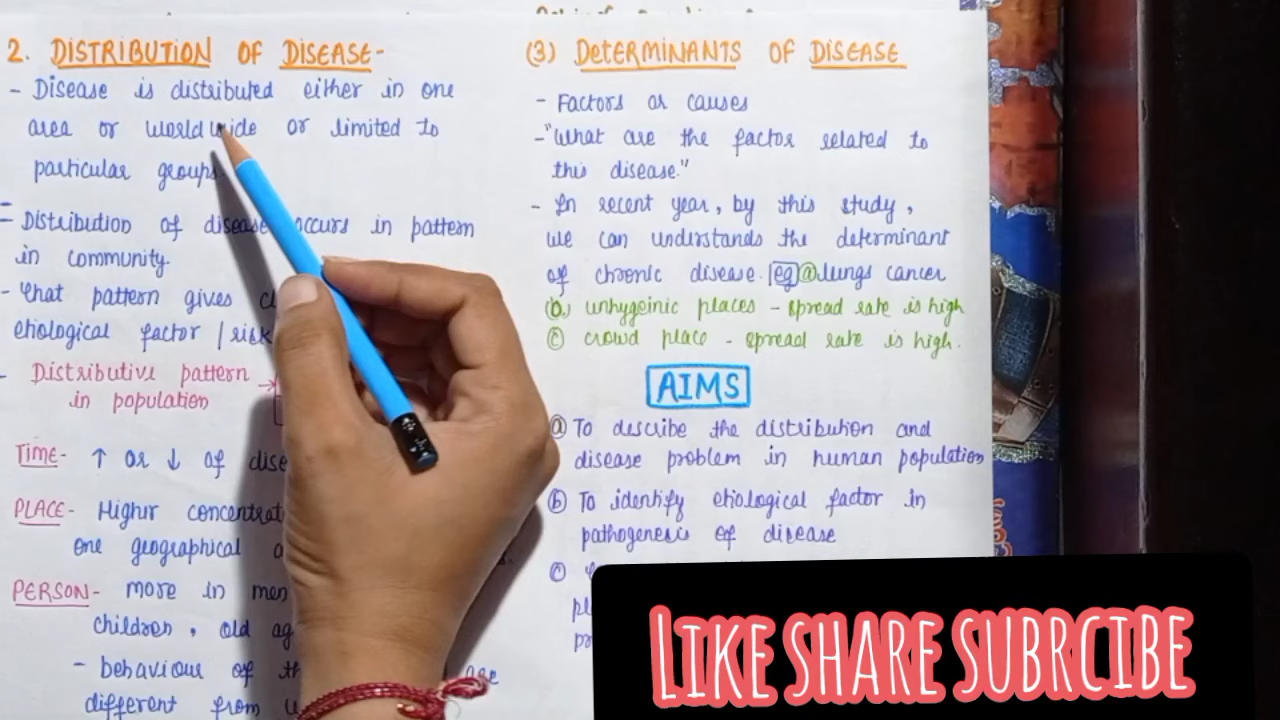 2. DISTRIBUTION OF DISEASE-
- Disease is distributed either in one
area or worldwide or limited to
particular groups
= Distribution of disease occurs in pattern
in community.
- That pattern gives
etiological factor / risk
- Distributive pattern →
in population
TIME- ↑ or ↓ of
PLACE- Higher
one geographical
PERSON- more in men
children, old
- behaviour of are
different from
(3) DETERMINANTS OF DISEASE
- Factors or causes
-"What are the factor related to
this disease."
- In recent year, by this study,
we can understands the determinant
of chronic disease. eg ⓐ lungs cancer
(b.) unhygeinic places - spread rate is high
ⓒ crowd place - spread rate is high.
AIMS
ⓐ To describe the distribution and
disease problem in human population
ⓑ To identify etiological factor in
pathogenesis of disease
ⓒ
LIKE SHARE SUBRCIBE